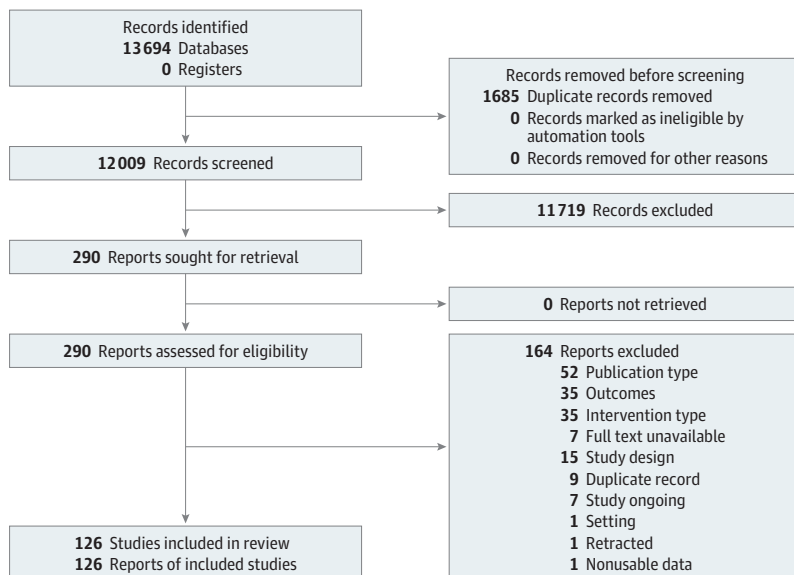 Records identified
13694 Databases
0 Registers
Records removed before screening
1685 Duplicate records removed
0 Records marked as ineligible by
automation tools
0 Records removed for other reasons
12009 Records screened
11719 Records excluded
290 Reports sought for retrieval
0 Reports not retrieved
290 Reports assessed for eligibility
164 Reports excluded
52 Publication type
35 Outcomes
35 Intervention type
7 Full text unavailable
15 Study design
9 Duplicate record
7 Study ongoing
1 Setting
1 Retracted
1 Nonusable data
126 Studies included in review
126 Reports of included studies